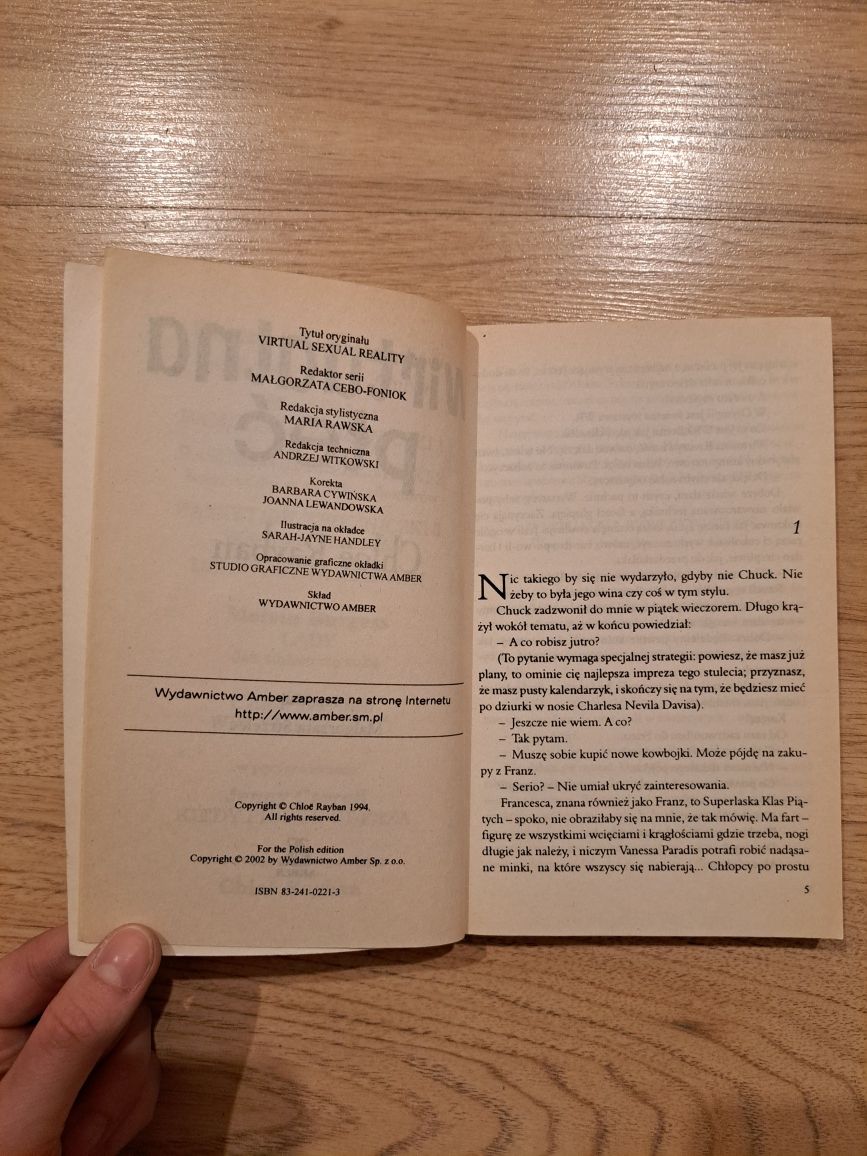 Tytuł oryginału
VIRTUAL SEXUAL REALITY
Redaktor serii
MAŁGORZATA CEBO-FONIOK
Redakcja stylistyczna
MARIA RAWSKA
Redakcja techniczna
ANDRZEJ WITKOWSKI
Korekta
BARBARA CYWIŃSKA
JOANNA LEWANDOWSKA
Ilustracja na okładce
SARAH-JAYNE HANDLEY
Opracowanie graficzne okładki
STUDIO GRAFICZNE WYDAWNICTWA AMBER
Skład
WYDAWNICTWO AMBER
Wydawnictwo Amber zaprasza na stronę Internetu
http://www.amber.sm.pl
Copyright © Chloë Rayban 1994.
All rights reserved.
For the Polish edition
Copyright © 2002 by Wydawnictwo Amber Sp. z o.o.
ISBN 83-241-0221-3
1
Nic takiego by się nie wydarzyło, gdyby nie Chuck. Nie
żeby to była jego wina czy coś w tym stylu.
Chuck zadzwonił do mnie w piątek wieczorem. Długo krą-
żył wokół tematu, aż w końcu powiedział:
– A co robisz jutro?
(To pytanie wymaga specjalnej strategii: powiesz, że masz już
plany, to ominie cię najlepsza impreza tego stulecia; przyznasz,
że masz pusty kalendarzyk, i skończy się na tym, że będziesz mieć
po dziurki w nosie Charlesa Nevila Davisa).
– Jeszcze nie wiem. A co?
– Tak pytam.
– Muszę sobie kupić nowe kowbojki. Może pójdę na zaku-
py z Franz.
– Serio? – Nie umiał ukryć zainteresowania.
Francesca, znana również jako Franz, to Superlaska Klas Pią-
tych – spoko, nie obraziłaby się na mnie, że tak mówię. Ma fart –
figurę ze wszystkimi wcięciami i krągłościami gdzie trzeba, nogi
długie jak należy, i niczym Vanessa Paradis potrafi robić nadąsa-
ne minki, na które wszyscy się nabierają... Chłopcy po prostu
5